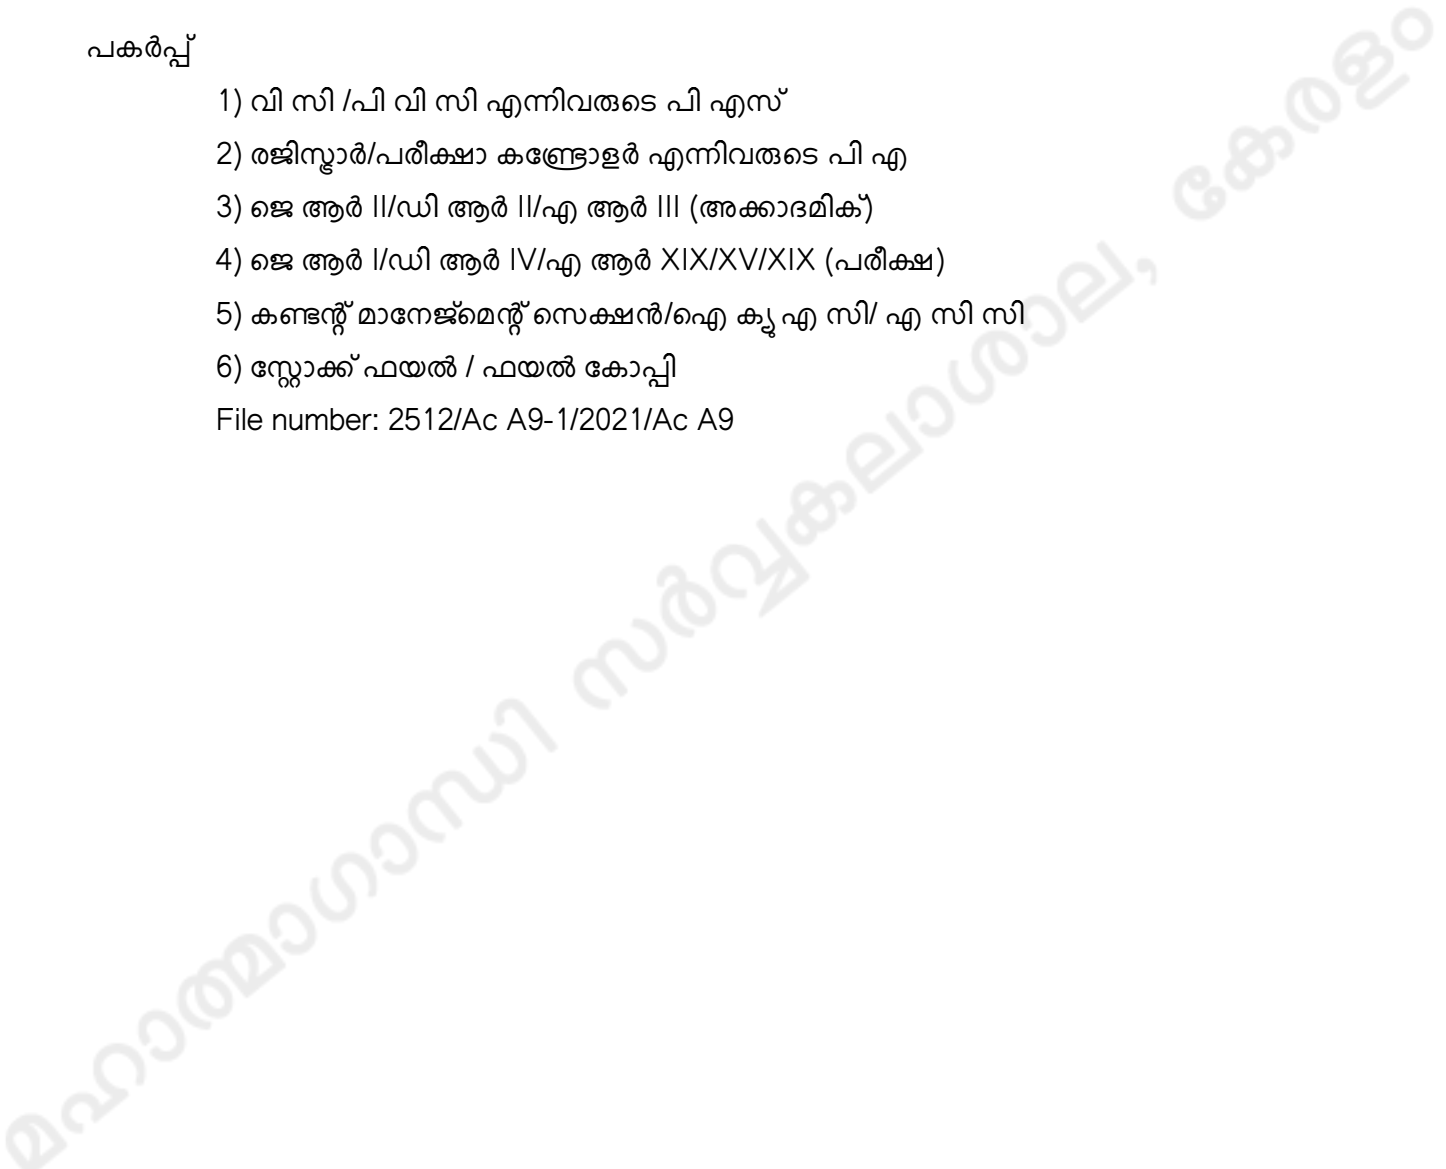 പകർപ്പ്
1) വി സി /പി വി സി എന്നിവരുടെ പി എസ്
2) രജിസ്ട്രാർ/പരീക്ഷാ കണ്ട്രോളർ എന്നിവരുടെ പി എ
3) ജെ ആർ II/ഡി ആർ II/എ ആർ III (അക്കാദമിക്)
4) ജെ ആർ I/ഡി ആർ IV/എ ആർ XIX/XV/XIX (പരീക്ഷ)
5) കണ്ടന്റ് മാനേജ്മെന്റ് സെക്ഷൻ/ഐ ക്യു എ സി/ എ സി സി
6) സ്റ്റോക്ക് ഫയൽ / ഫയൽ കോപ്പി
File number: 2512/Ac A9-1/2021/Ac A9
മഹാത്മാഗാന്ധി സർവ്വകലാശാല, കേരളം